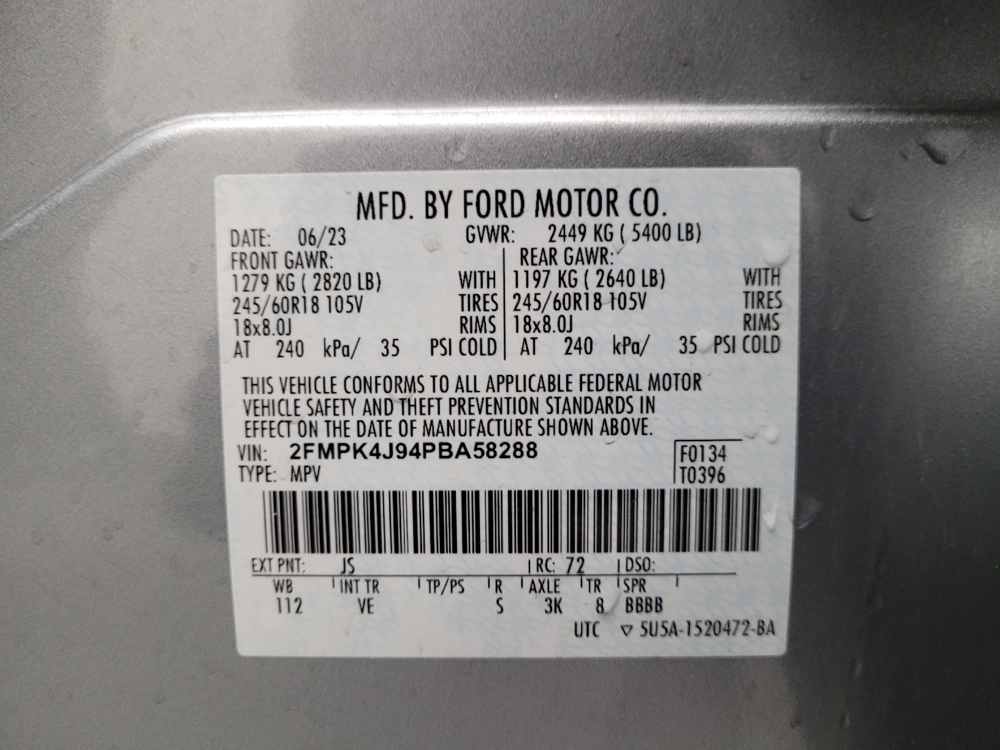 MFD. BY FORD MOTOR CO.
DATE: 06/23 GVWR: 2449 KG ( 5400 LB)
FRONT GAWR: REAR GAWR:
1279 KG ( 2820 LB) WITH 1197 KG ( 2640 LB) WITH
245/60R18 105V TIRES 245/60R18 105V TIRES
18x8.0J RIMS 18x8.0J RIMS
AT 240 kPa/ 35 PSI COLD AT 240 kPa/ 35 PSI COLD
THIS VEHICLE CONFORMS TO ALL APPLICABLE FEDERAL MOTOR
VEHICLE SAFETY AND THEFT PREVENTION STANDARDS IN
EFFECT ON THE DATE OF MANUFACTURE SHOWN ABOVE.
VIN: 2FMPK4J94PBA58288 F0134
TYPE: MPV T0396
EXT PNT: JS RC: 72 DSO:
WB INT TR TP/PS R AXLE TR SPR
112 VE S 3K 8 BBBB
UTC ▽ 5U5A-1520472-BA